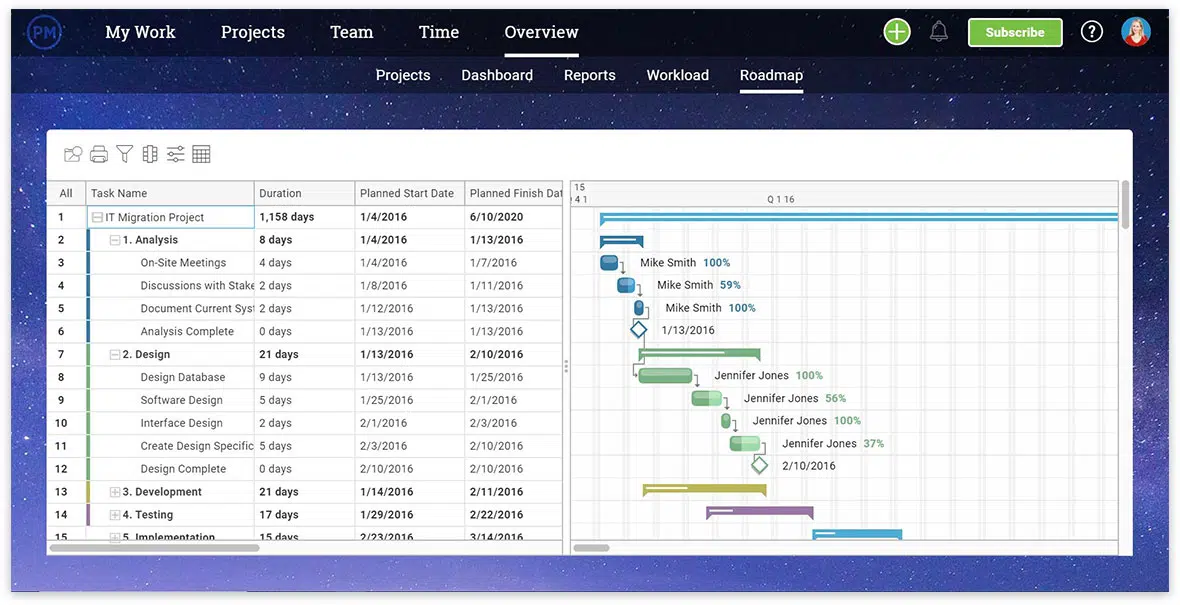 PM My Work Projects Team Time Overview Subscribe ?
Projects Dashboard Reports Workload Roadmap
All Task Name Duration Planned Start Date Planned Finish Dat 15
4 1 Q 1 16
1 IT Migration Project 1,158 days 1/4/2016 6/10/2020
2 1. Analysis 8 days 1/4/2016 1/13/2016
3 On-Site Meetings 4 days 1/4/2016 1/7/2016 Mike Smith 100%
4 Discussions with Stake 2 days 1/8/2016 1/11/2016 Mike Smith 59%
5 Document Current Sys 2 days 1/12/2016 1/13/2016 Mike Smith 100%
6 Analysis Complete 0 days 1/13/2016 1/13/2016 1/13/2016
7 2. Design 21 days 1/13/2016 2/10/2016
8 Design Database 9 days 1/13/2016 1/25/2016 Jennifer Jones 100%
9 Software Design 5 days 1/25/2016 2/1/2016 Jennifer Jones 56%
10 Interface Design 2 days 2/1/2016 2/3/2016 Jennifer Jones 100%
11 Create Design Specific 5 days 2/3/2016 2/10/2016 Jennifer Jones 37%
12 Design Complete 0 days 2/10/2016 2/10/2016 2/10/2016
13 3. Development 21 days 1/14/2016 2/11/2016
14 4. Testing 17 days 1/29/2016 2/22/2016
15 5. Implementation 15 days 2/23/2016 3/14/2016